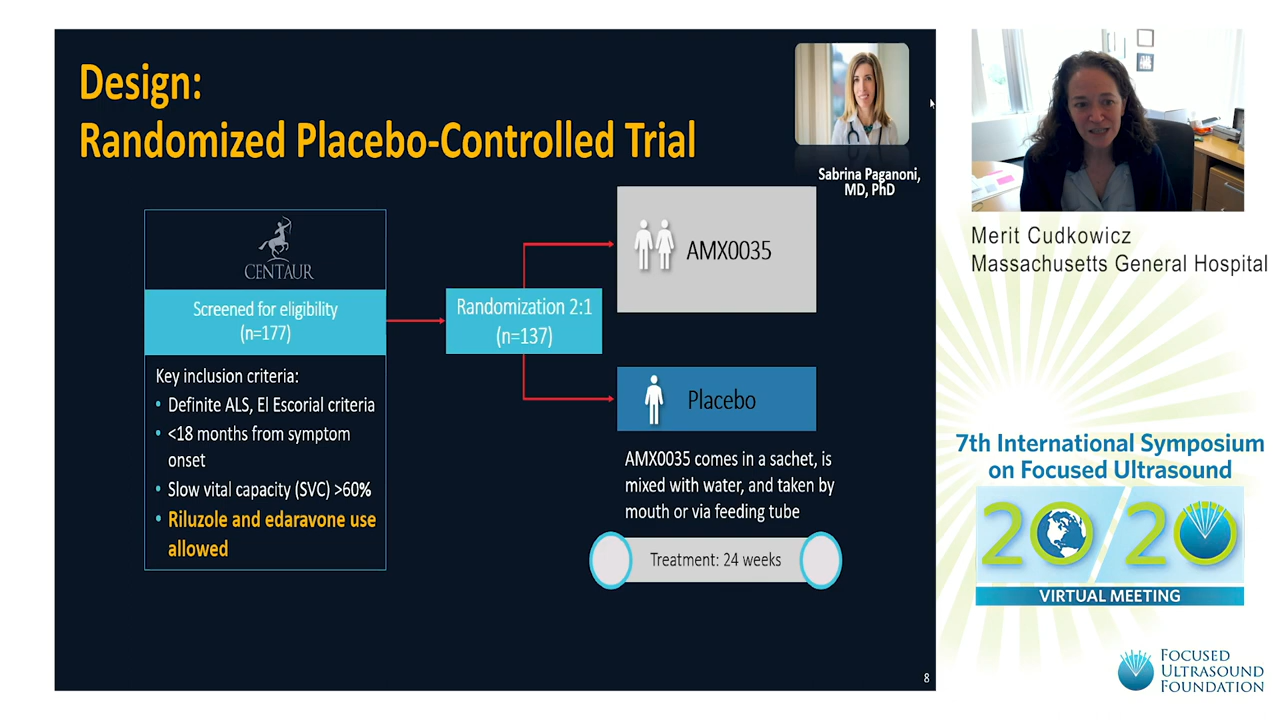 Design:
Randomized Placebo-Controlled Trial
Sabrina Paganoni,
MD, PhD
CENTAUR
Screened for eligibility
(n=177)
Key inclusion criteria:
• Definite ALS, El Escorial criteria
• <18 months from symptom
onset
• Slow vital capacity (SVC) >60%
• Riluzole and edaravone use
allowed
Randomization 2:1
(n=137)
AMX0035
Placebo
AMX0035 comes in a sachet, is
mixed with water, and taken by
mouth or via feeding tube
Treatment: 24 weeks
8
Merit Cudkowicz
Massachusetts General Hospital
7th International Symposium
on Focused Ultrasound
20/20
VIRTUAL MEETING
FOCUSED
ULTRASOUND
FOUNDATION